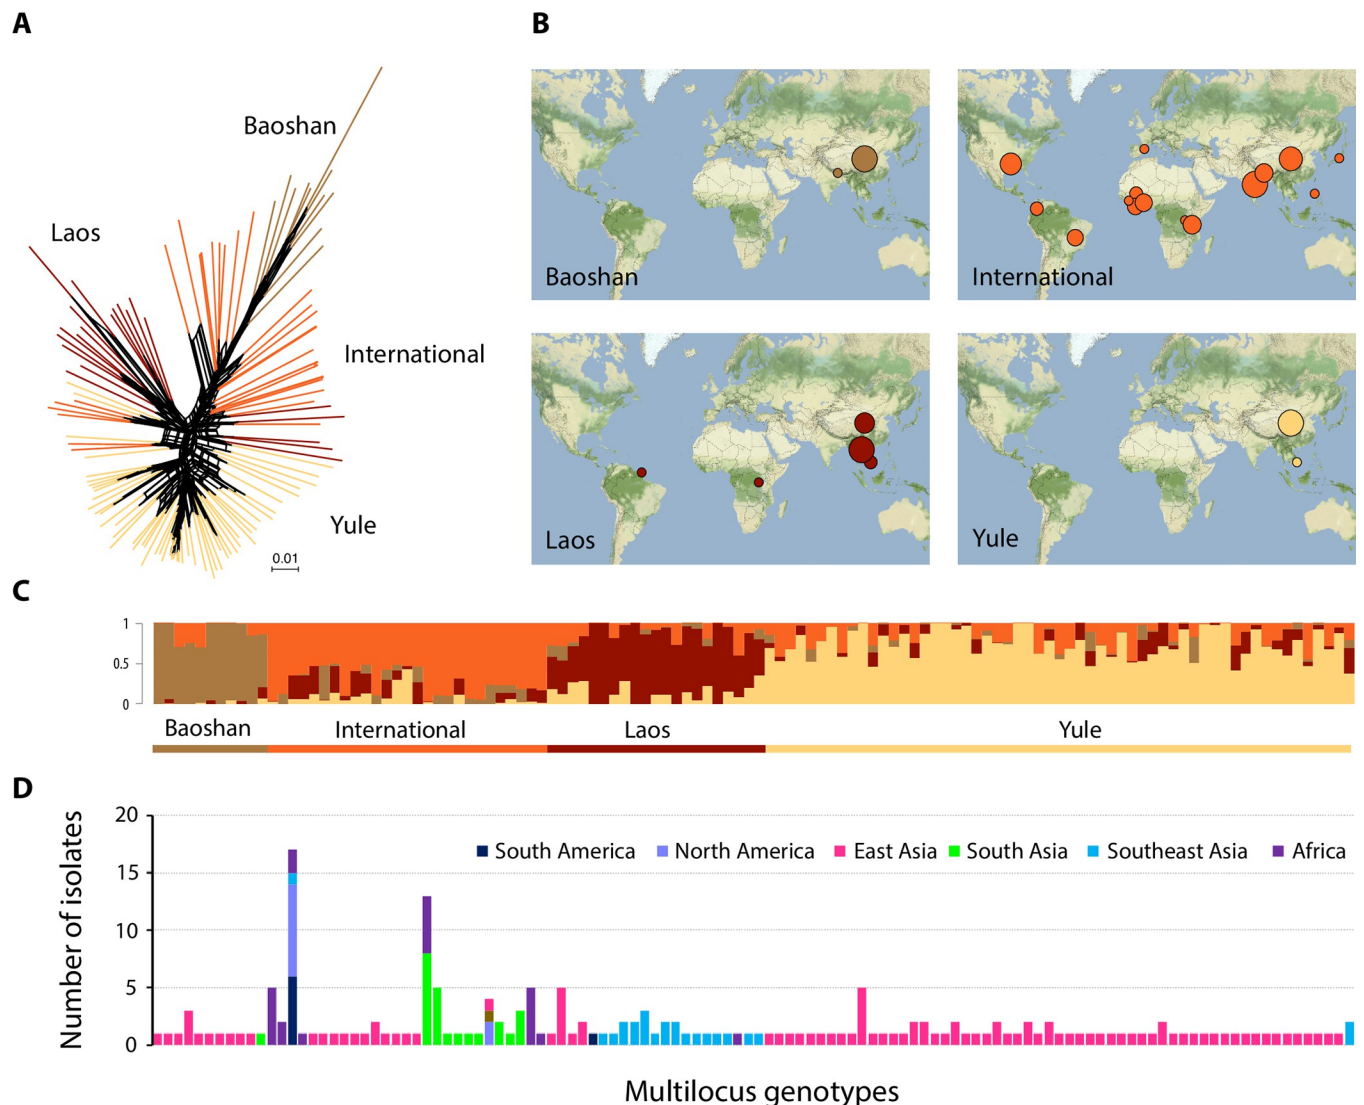 A
B
Baoshan
Laos
International
Yule
0.01
Baoshan
International
Laos
Yule
C
1
0.5
0
Baoshan
International
Laos
Yule
D
Number of isolates
20
15
10
5
0
South America
North America
East Asia
South Asia
Southeast Asia
Africa
Multilocus genotypes